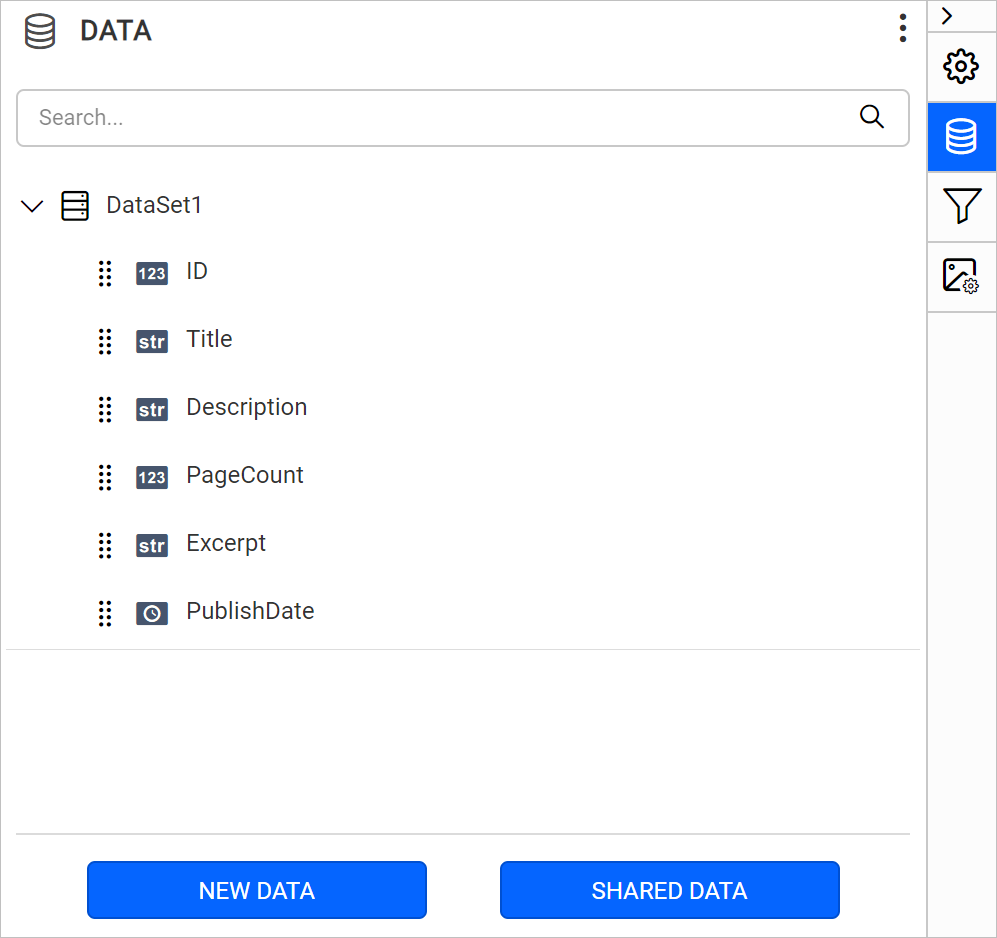 DATA
Search...
DataSet1
123 ID
str Title
str Description
123 PageCount
str Excerpt
PublishDate
NEW DATA SHARED DATA